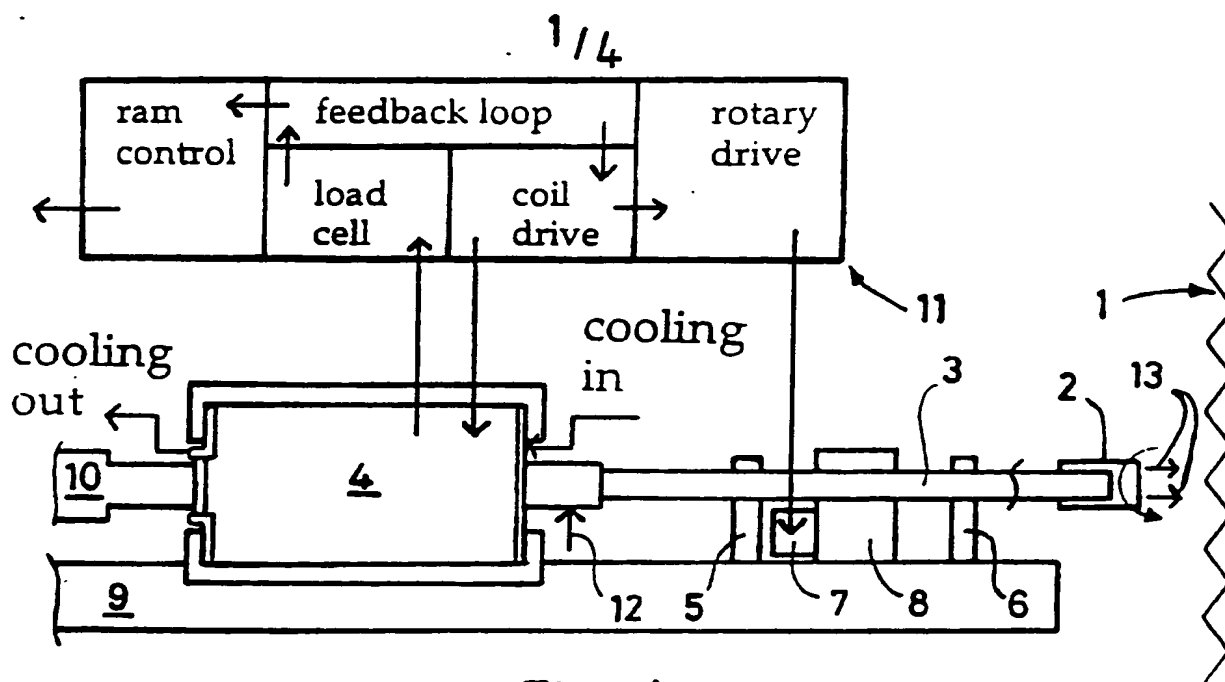 1/4
ram
control
feedback loop
load
cell
coil
drive
rotary
drive
11
1
cooling
out
cooling
in
3
2
13
10
4
12
5
7
8
6
9